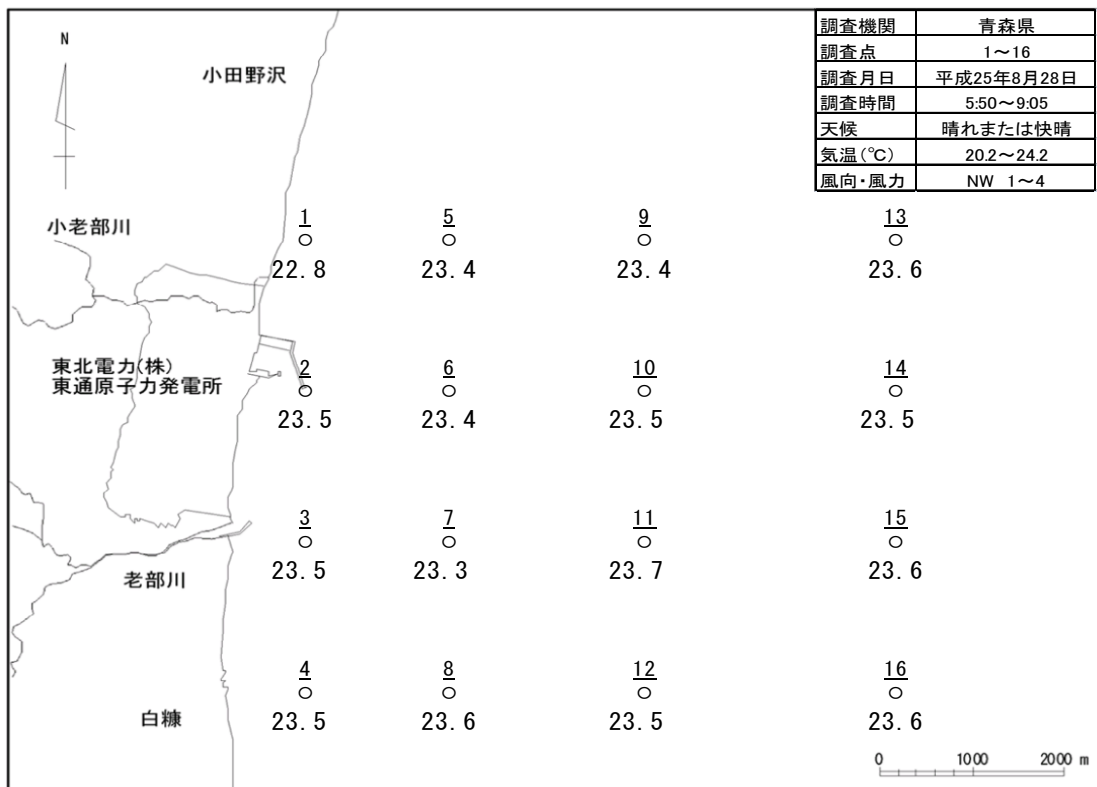 N
小田野沢
調査機関 青森県
調査点 1～16
調査月日 平成25年8月28日
調査時間 5:50～9:05
天候 晴れまたは快晴
気温(℃) 20.2～24.2
風向・風力 NW 1～4
小老部川
1 5 9 13
22.8 23.4 23.4 23.6
東北電力(株)
東通原子力発電所
2 6 10 14
23.5 23.4 23.5 23.5
3 7 11 15
23.5 23.3 23.7 23.6
老部川
4 8 12 16
23.5 23.6 23.5 23.6
白糠
0 1000 2000 m